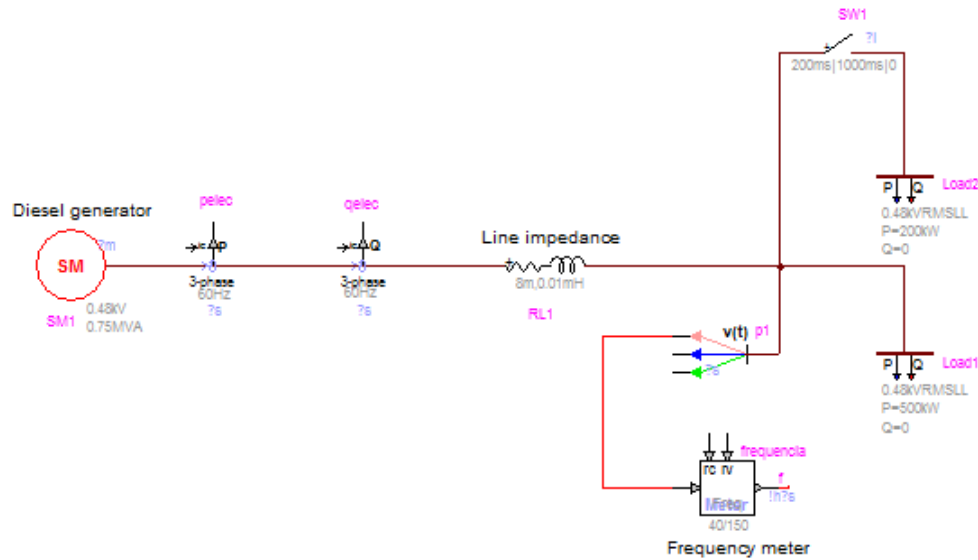 SW1
?i
+
200ms|1000ms|0
P Q
Load2
0.48kVRMSLL
P=200kW
Q=0
Diesel generator
pelec
qelec
P
Q
Line impedance
?m
SM
3-phase
60Hz
?s
3-phase
60Hz
?s
+
8m,0.01mH
RL1
SM1
0.48kV
0.75MVA
v(t)
p1
?s
P Q
Load1
0.48kVRMSLL
P=500kW
Q=0
frequencia
rc rv
f
!h?s
Meter
40/150
Frequency meter